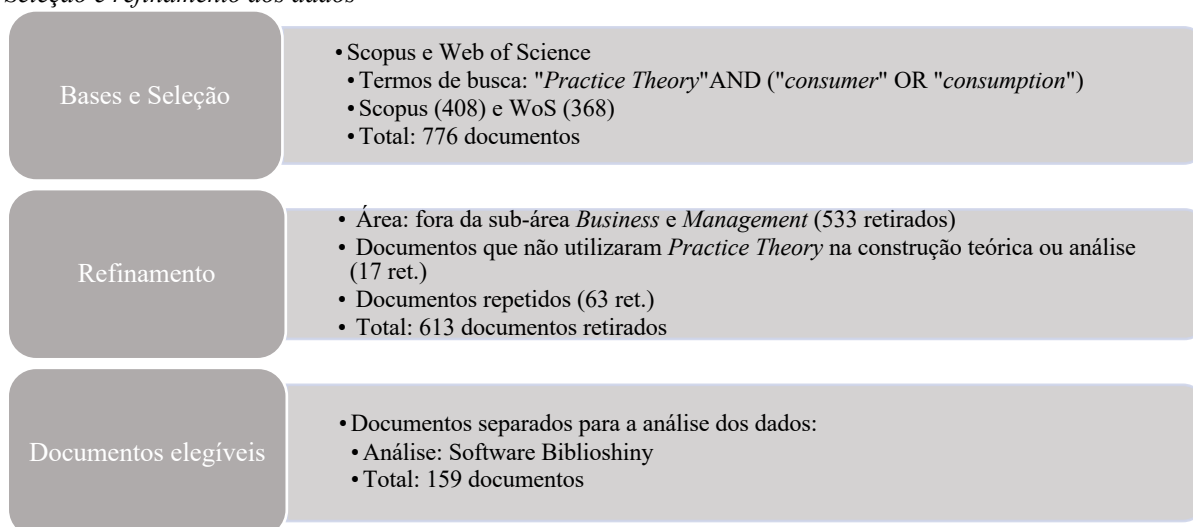 Seleção e refinamento dos dados
Bases e Seleção
• Scopus e Web of Science
• Termos de busca: "Practice Theory"AND ("consumer" OR "consumption")
• Scopus (408) e WoS (368)
• Total: 776 documentos
Refinamento
• Área: fora da sub-área Business e Management (533 retirados)
• Documentos que não utilizaram Practice Theory na construção teórica ou análise
(17 ret.)
• Documentos repetidos (63 ret.)
• Total: 613 documentos retirados
Documentos elegíveis
• Documentos separados para a análise dos dados:
• Análise: Software Biblioshiny
• Total: 159 documentos